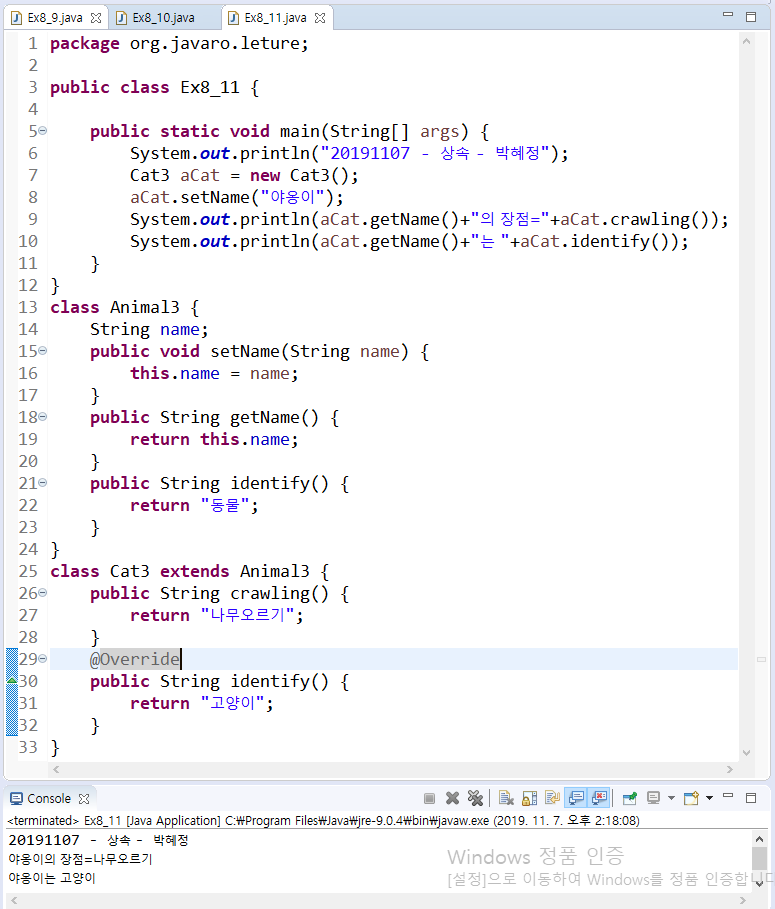 Ex8_9.java Ex8_10.java Ex8_11.java
1 package org.javaro.leture;
2
3 public class Ex8_11 {
4
5 public static void main(String[] args) {
6 System.out.println("20191107 - 상속 - 박혜정");
7 Cat3 aCat = new Cat3();
8 aCat.setName("야옹이");
9 System.out.println(aCat.getName()+"의 장점="+aCat.crawling());
10 System.out.println(aCat.getName()+"는 "+aCat.identify());
11 }
12 }
13 class Animal3 {
14 String name;
15 public void setName(String name) {
16 this.name = name;
17 }
18 public String getName() {
19 return this.name;
20 }
21 public String identify() {
22 return "동물";
23 }
24 }
25 class Cat3 extends Animal3 {
26 public String crawling() {
27 return "나무오르기";
28 }
29 @Override
30 public String identify() {
31 return "고양이";
32 }
33 }
Console
<terminated> Ex8_11 [Java Application] C:₩Program Files₩Java₩jre-9.0.4₩bin₩javaw.exe (2019. 11. 7. 오후 2:18:08)
20191107 - 상속 - 박혜정
야옹이의 장점=나무오르기
야옹이는 고양이
Windows 정품 인증
[설정]으로 이동하여 Windows를 정품 인증합니다